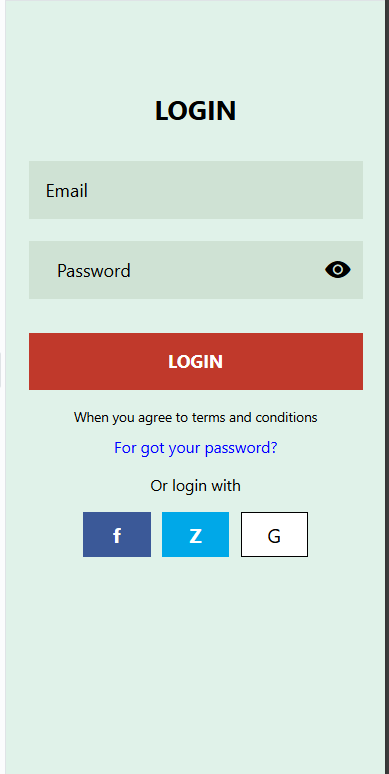 LOGIN
Email
Password
LOGIN
When you agree to terms and conditions
For got your password?
Or login with
f Z G